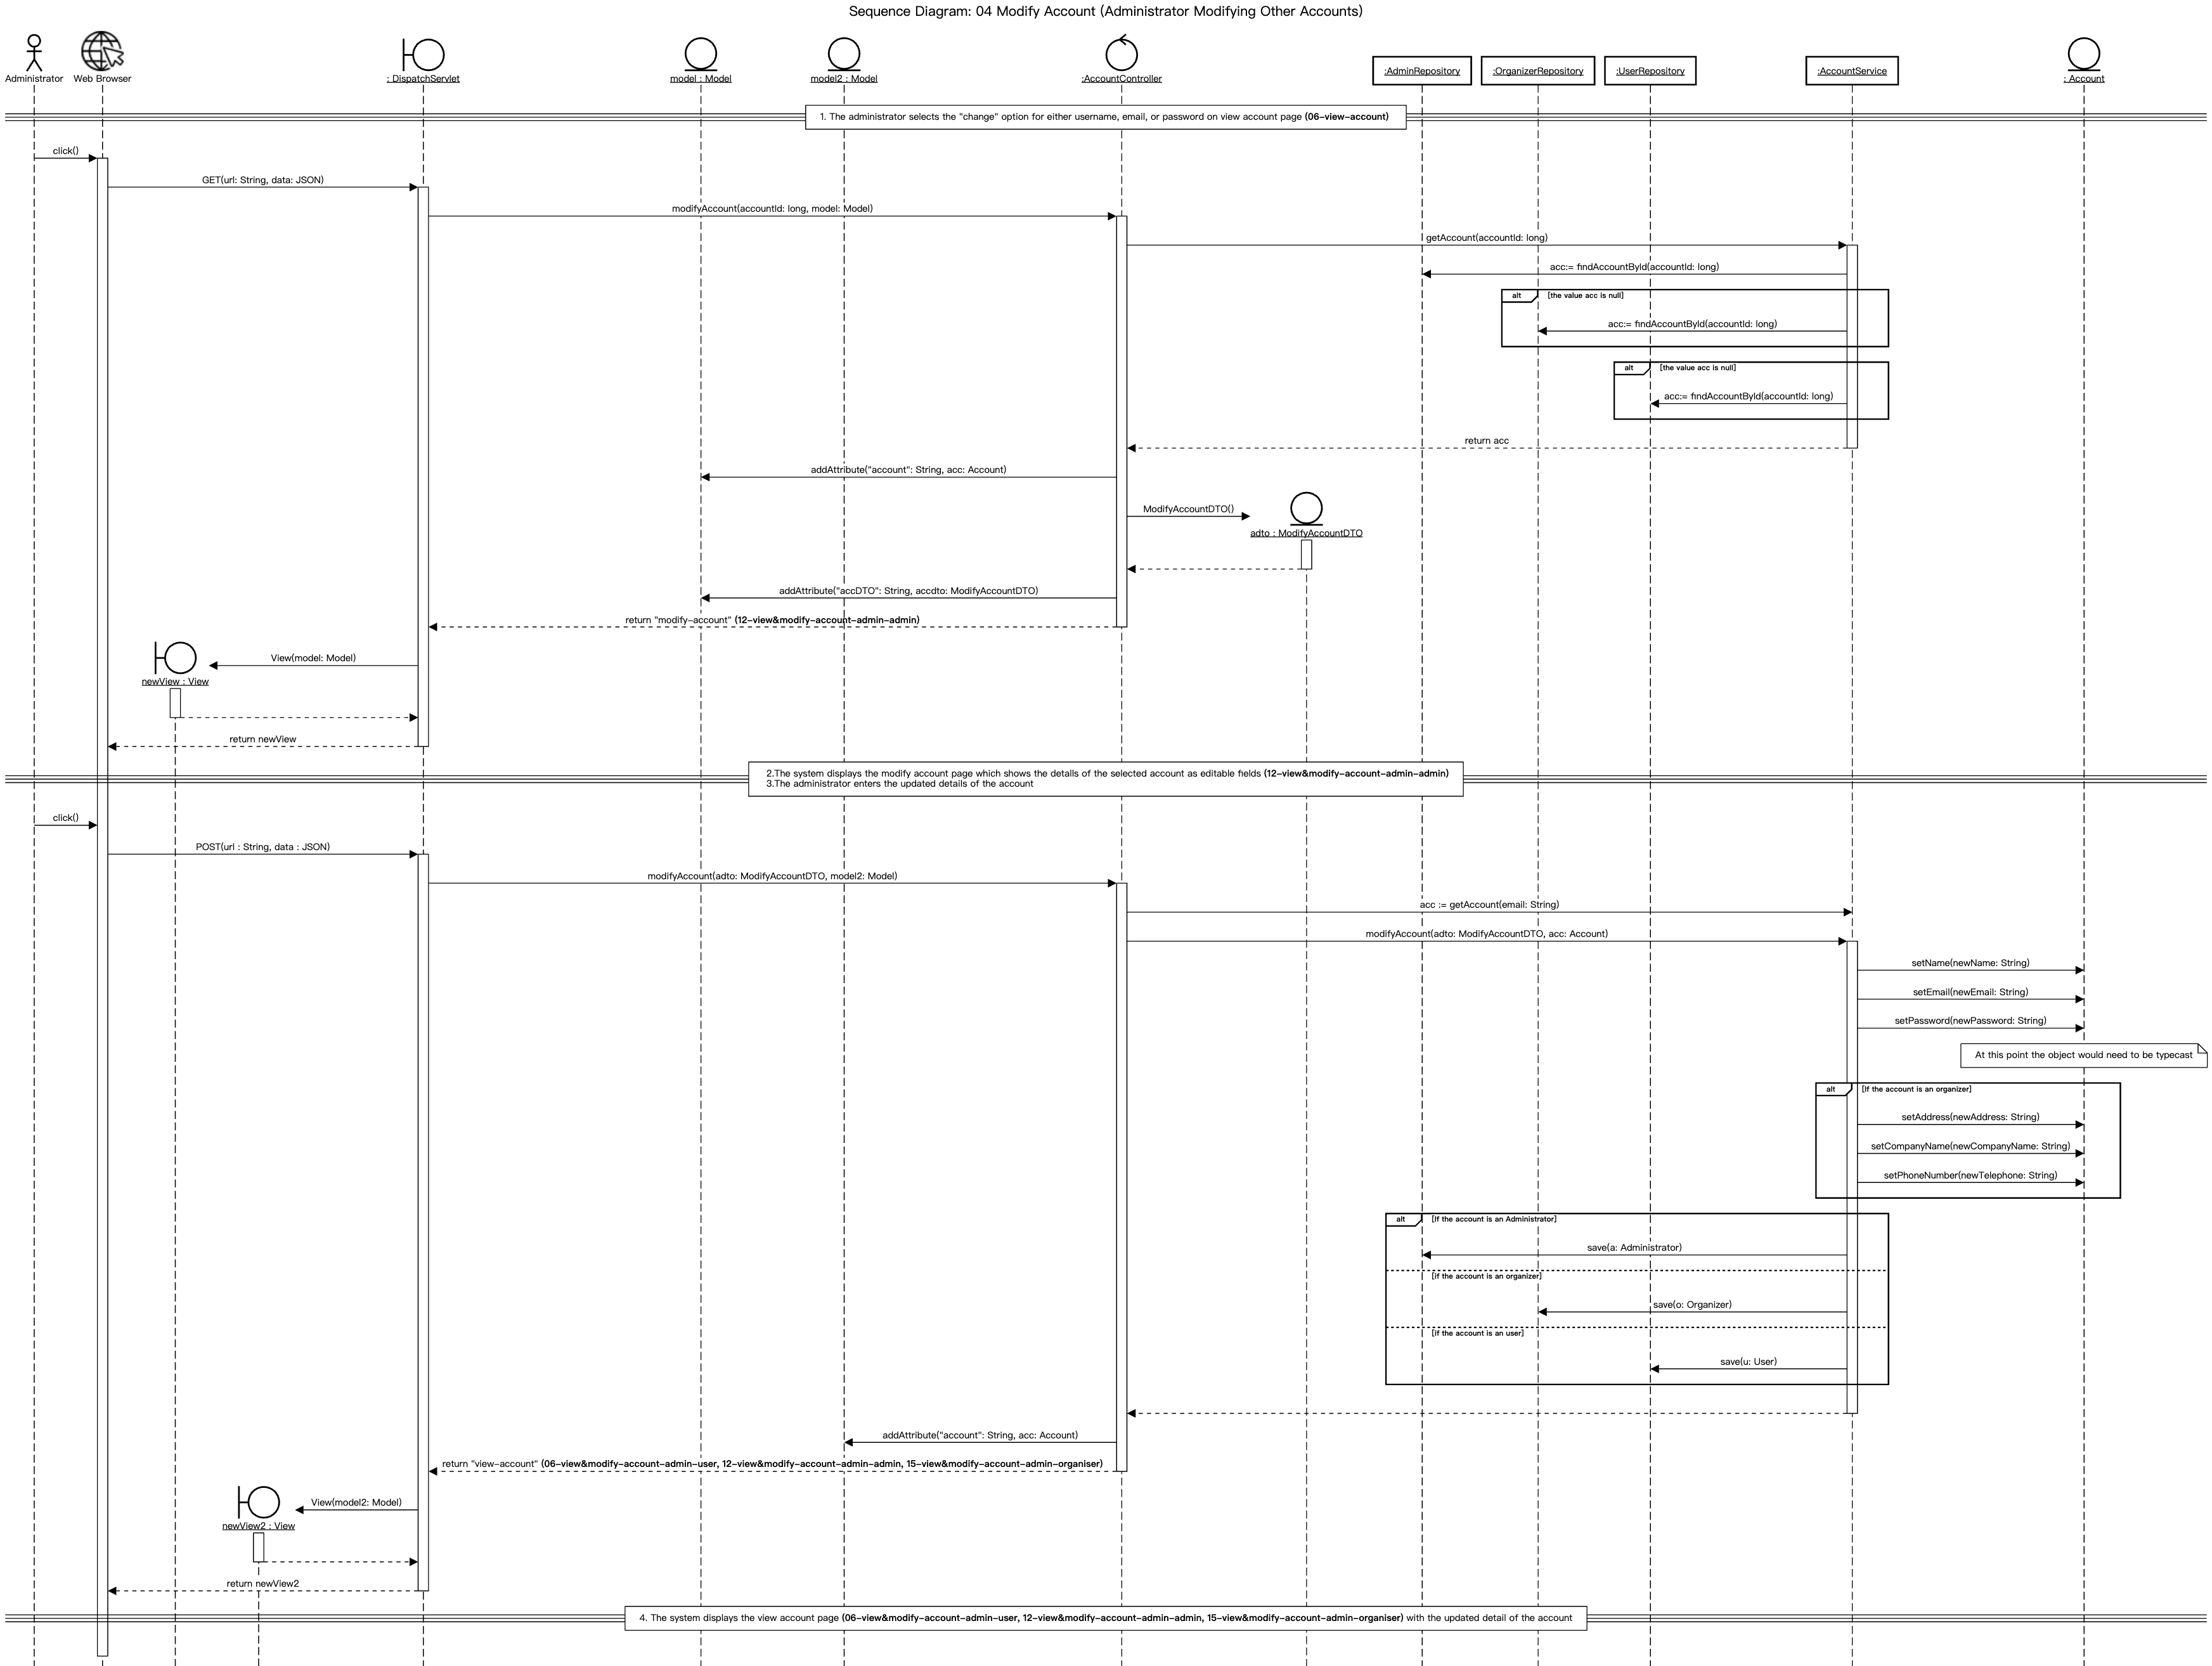 Sequence Diagram: 04 Modify Account (Administrator Modifying Other Accounts)
Administrator
Web Browser
: DispatchServlet
model : Model
model2 : Model
:AccountController
:AdminRepository
:OrganizerRepository
:UserRepository
:AccountService
: Account
1. The administrator selects the "change" option for either username, email, or password on view account page (06-view-account)
click()
GET(url: String, data: JSON)
modifyAccount(accountId: long, model: Model)
getAccount(accountId: long)
acc:= findAccountById(accountId: long)
alt [the value acc is null]
acc:= findAccountById(accountId: long)
alt [the value acc is null]
acc:= findAccountById(accountId: long)
return acc
addAttribute("account": String, acc: Account)
ModifyAccountDTO()
adto : ModifyAccountDTO
addAttribute("accDTO": String, accdto: ModifyAccountDTO)
return "modify-account" (12-view&modify-account-admin-admin)
View(model: Model)
newView : View
return newView
2.The system displays the modify account page which shows the details of the selected account as editable fields (12-view&modify-account-admin-admin)
3.The administrator enters the updated details of the account
click()
POST(url : String, data : JSON)
modifyAccount(adto: ModifyAccountDTO, model2: Model)
acc := getAccount(email: String)
modifyAccount(adto: ModifyAccountDTO, acc: Account)
setName(newName: String)
setEmail(newEmail: String)
setPassword(newPassword: String)
At this point the object would need to be typecast
alt [If the account is an organizer]
setAddress(newAddress: String)
setCompanyName(newCompanyName: String)
setPhoneNumber(newTelephone: String)
alt [If the account is an Administrator]
save(a: Administrator)
[If the account is an organizer]
save(o: Organizer)
[If the account is an user]
save(u: User)
addAttribute("account": String, acc: Account)
return "view-account" (06-view&modify-account-admin-user, 12-view&modify-account-admin-admin, 15-view&modify-account-admin-organiser)
View(model2: Model)
newView2 : View
return newView2
4. The system displays the view account page (06-view&modify-account-admin-user, 12-view&modify-account-admin-admin, 15-view&modify-account-admin-organiser) with the updated detail of the account